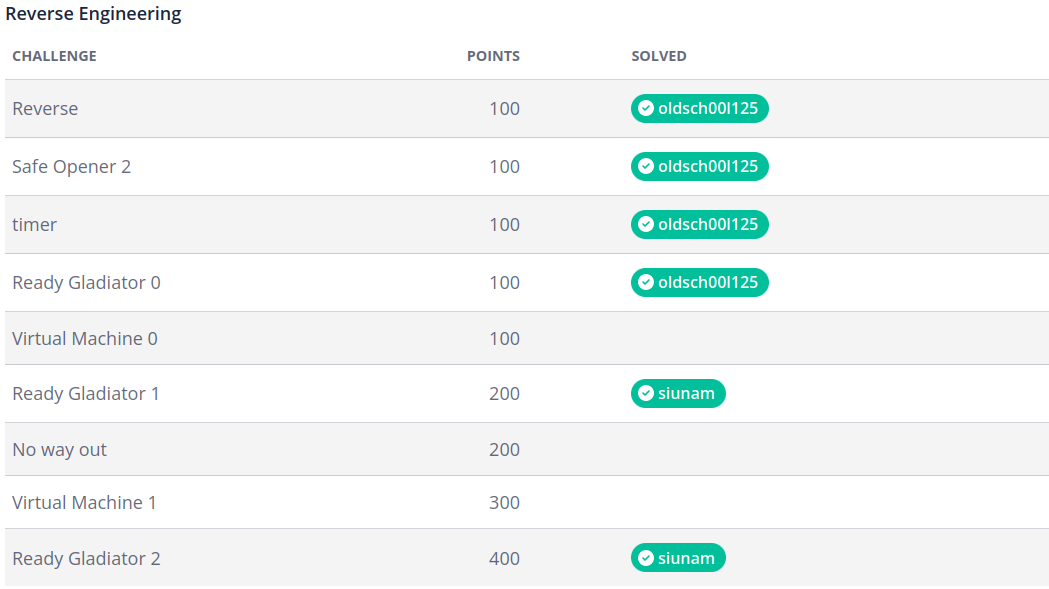 Reverse Engineering
CHALLENGE POINTS SOLVED
Reverse 100 oldsch00l125
Safe Opener 2 100 oldsch00l125
timer 100 oldsch00l125
Ready Gladiator 0 100 oldsch00l125
Virtual Machine 0 100
Ready Gladiator 1 200 siunam
No way out 200
Virtual Machine 1 300
Ready Gladiator 2 400 siunam